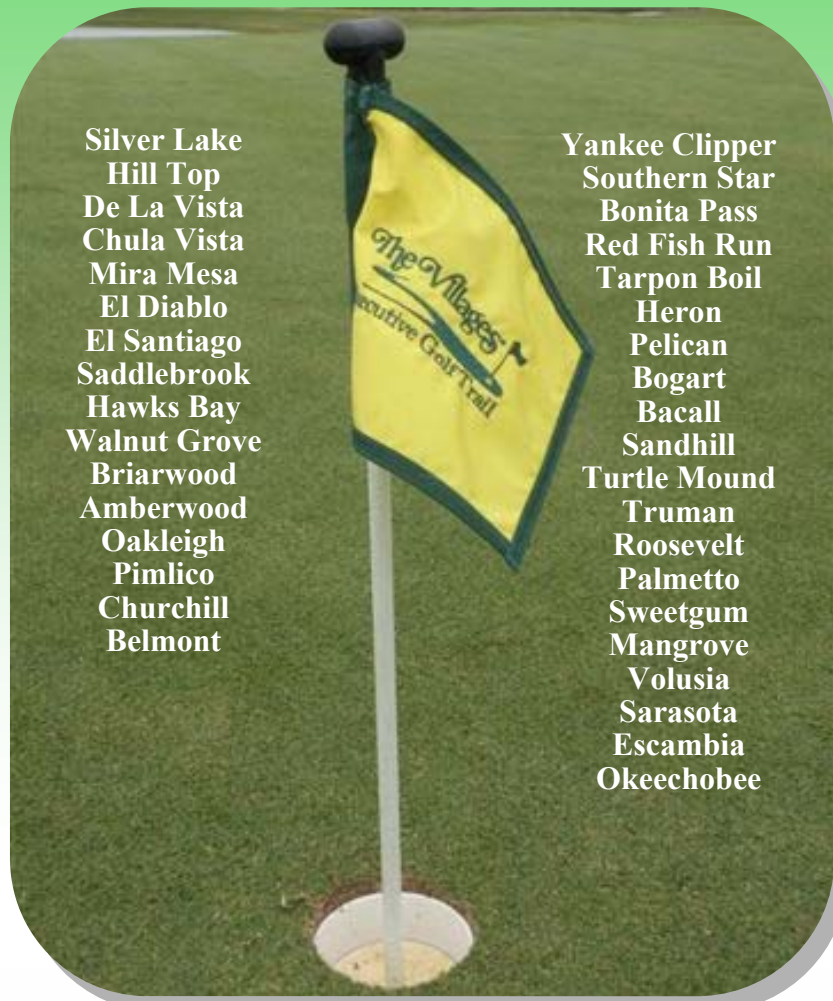 Silver Lake
Hill Top
De La Vista
Chula Vista
Mira Mesa
El Diablo
El Santiago
Saddlebrook
Hawks Bay
Walnut Grove
Briarwood
Amberwood
Oakleigh
Pimlico
Churchill
Belmont
The Villages
ecutive Golf Trail
Yankee Clipper
Southern Star
Bonita Pass
Red Fish Run
Tarpon Boil
Heron
Pelican
Bogart
Bacall
Sandhill
Turtle Mound
Truman
Roosevelt
Palmetto
Sweetgum
Mangrove
Volusia
Sarasota
Escambia
Okeechobee